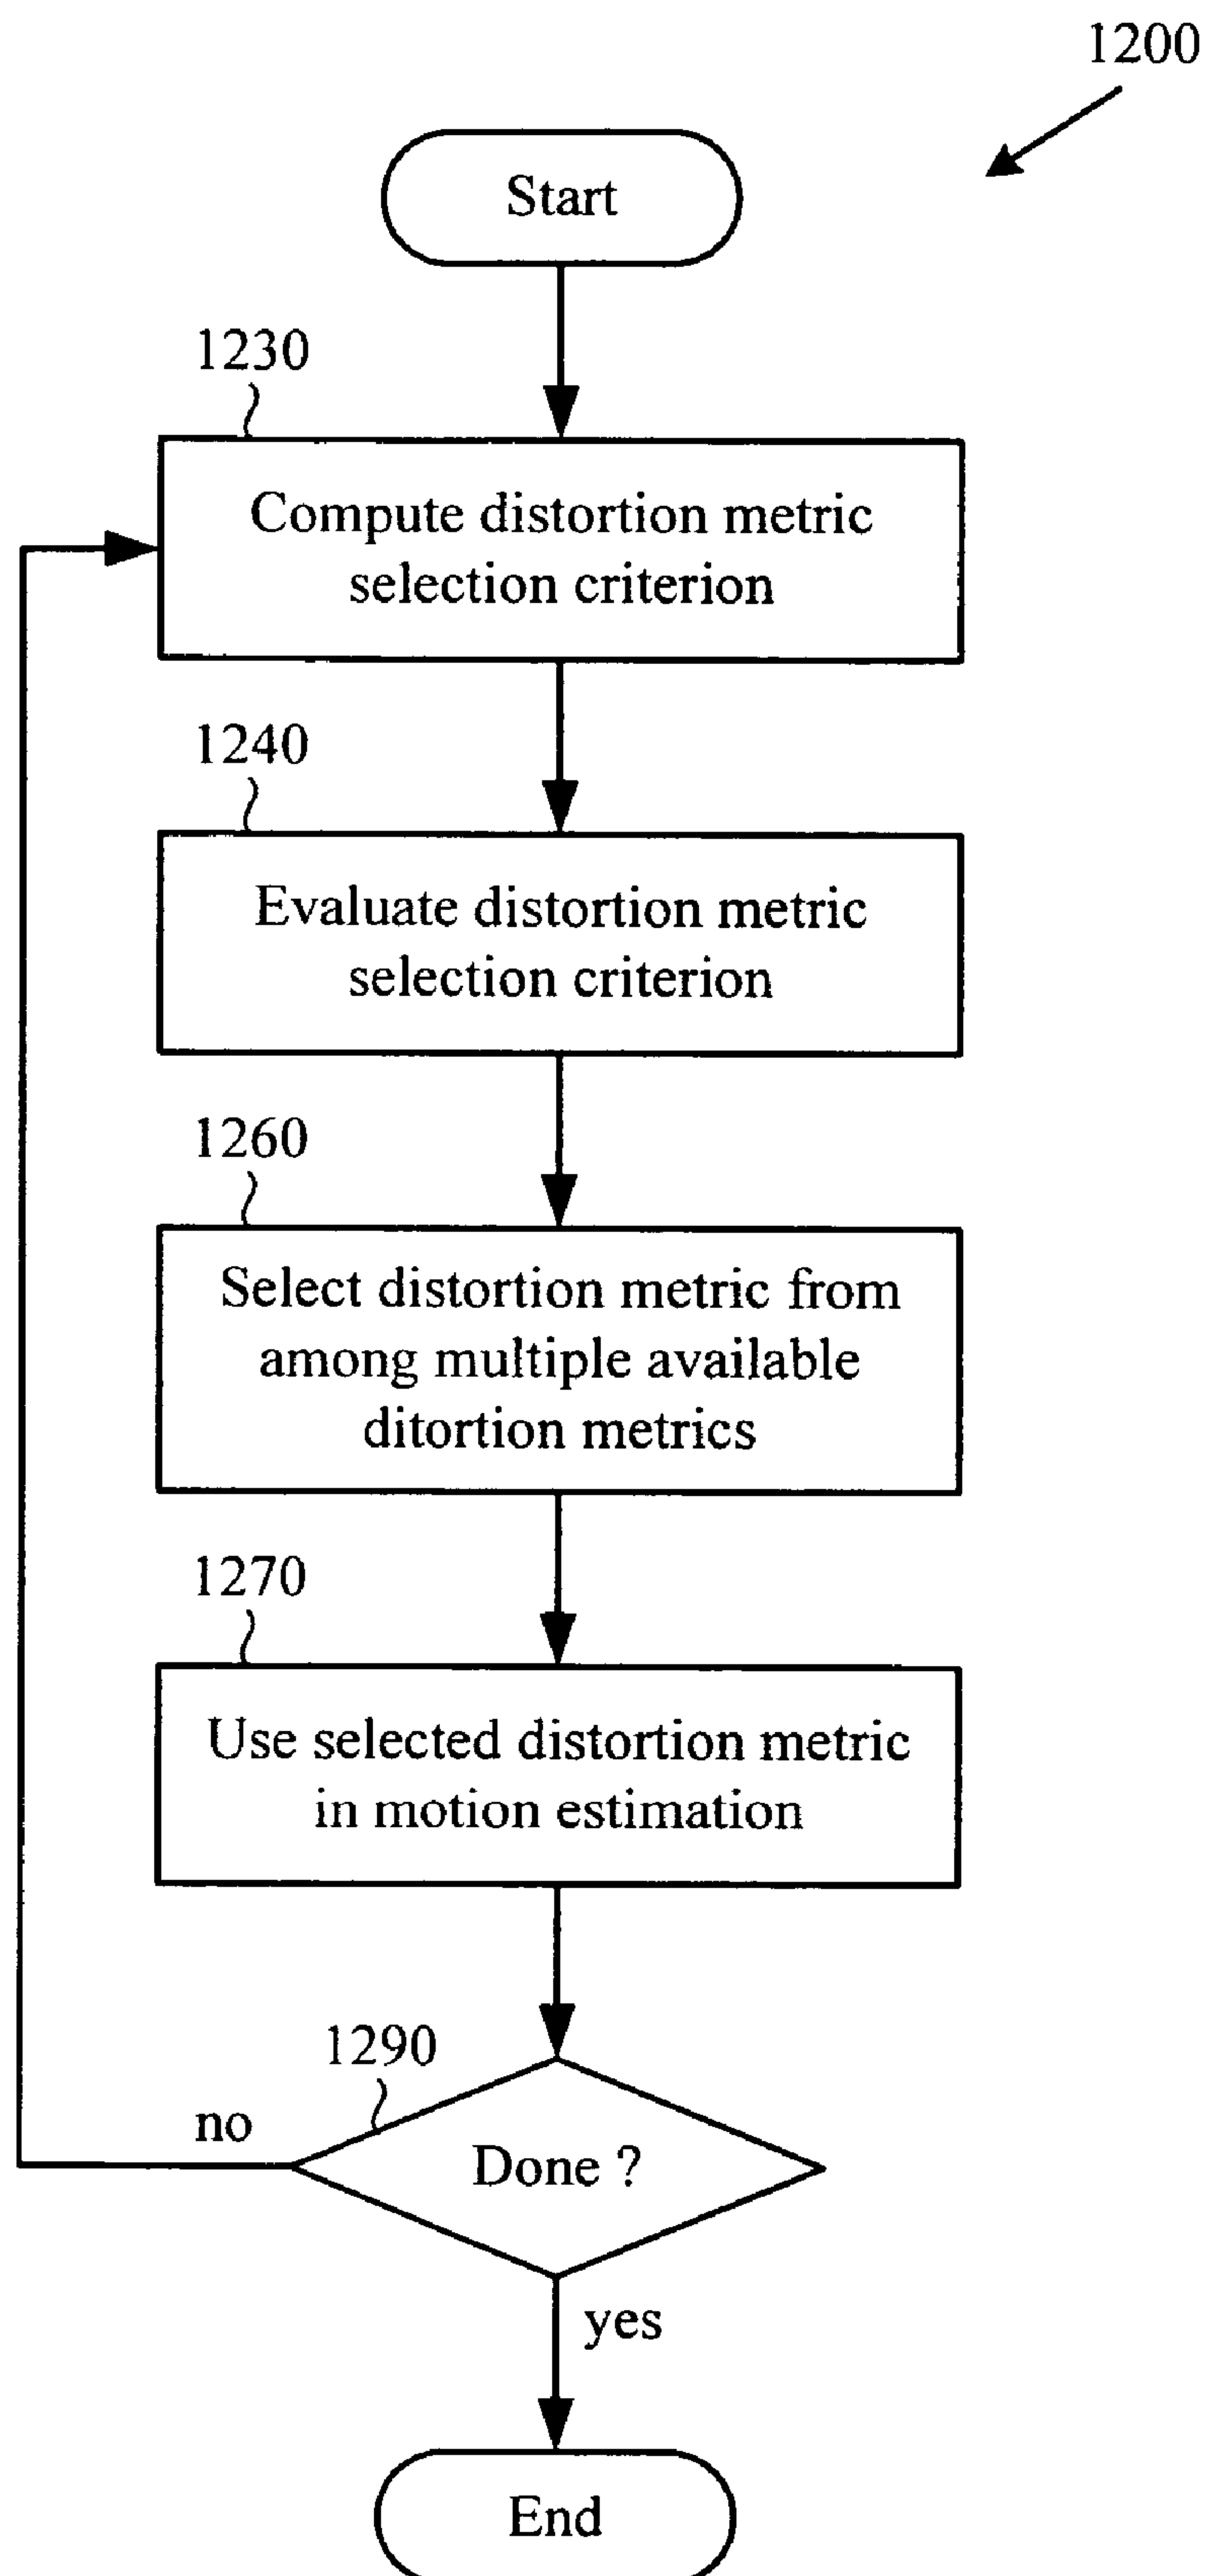 1200
Start
1230
Compute distortion metric
selection criterion
1240
Evaluate distortion metric
selection criterion
1260
Select distortion metric from
among multiple available
ditortion metrics
1270
Use selected distortion metric
in motion estimation
1290
no
Done ?
yes
End